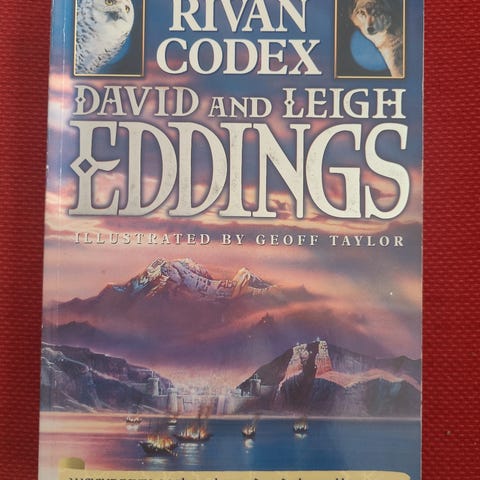 RIVAN
CODEX
DAVID AND LEIGH
EDDINGS
ILLUSTRATED BY GEOFF TAYLOR